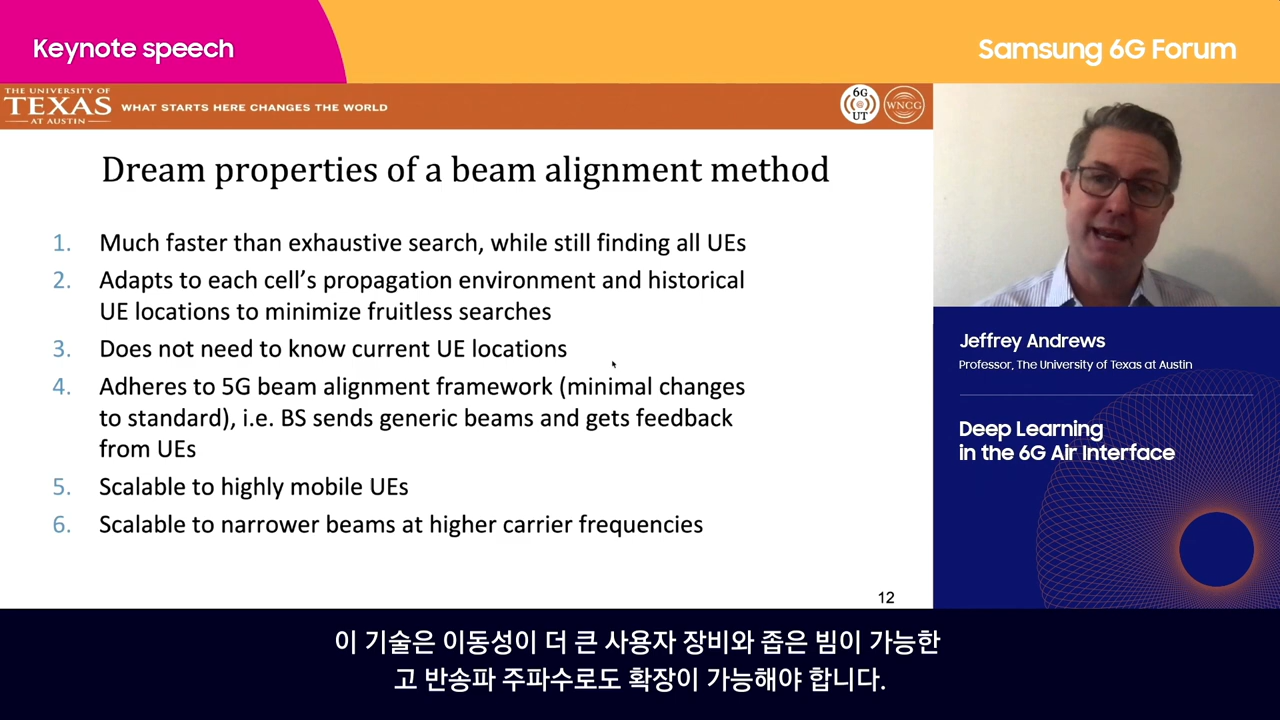 Keynote speech
Samsung 6G Forum
THE UNIVERSITY OF
TEXAS
AT AUSTIN
WHAT STARTS HERE CHANGES THE WORLD
6G
@
UT
WNCG
Dream properties of a beam alignment method
1. Much faster than exhaustive search, while still finding all UEs
2. Adapts to each cell’s propagation environment and historical
UE locations to minimize fruitless searches
3. Does not need to know current UE locations
4. Adheres to 5G beam alignment framework (minimal changes
to standard), i.e. BS sends generic beams and gets feedback
from UEs
5. Scalable to highly mobile UEs
6. Scalable to narrower beams at higher carrier frequencies
12
Jeffrey Andrews
Professor, The University of Texas at Austin
Deep Learning
in the 6G Air Interface
이 기술은 이동성이 더 큰 사용자 장비와 좁은 빔이 가능한
고 반송파 주파수로도 확장이 가능해야 합니다.